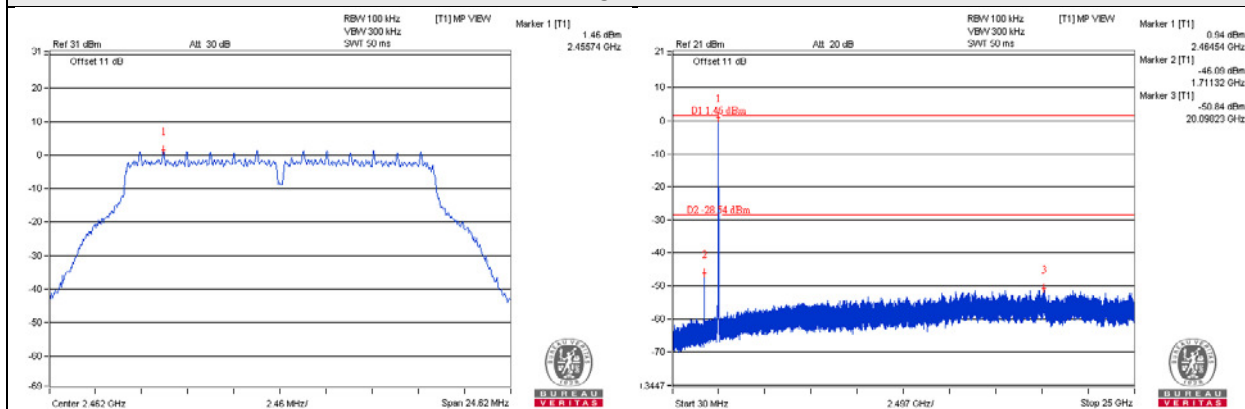 RBW 100 kHz
VBW 300 kHz
SWT 50 ms
[T1] MP VIEW
Marker 1 [T1]
1.46 dBm
2.45574 GHz
Ref 31 dBm
Att 30 dB
31
Offset 11 dB
20
10
1
0
-10
-20
-30
-40
-50
-60
-69
Center 2.462 GHz
2.46 MHz/
Span 24.62 MHz
BUREAU
VERITAS
RBW 100 kHz
VBW 300 kHz
SWT 50 ms
[T1] MP VIEW
Marker 1 [T1]
0.94 dBm
2.46454 GHz
Marker 2 [T1]
-46.09 dBm
1.71132 GHz
Marker 3 [T1]
-50.84 dBm
20.09823 GHz
Ref 21 dBm
Att 20 dB
21
Offset 11 dB
10
1
D1 1.46 dBm
0
-10
-20
D2 -28.54 dBm
-30
-40
2
3
-50
-60
-70
Start 30 MHz
2.497 GHz/
Stop 25 GHz
BUREAU
VERITAS